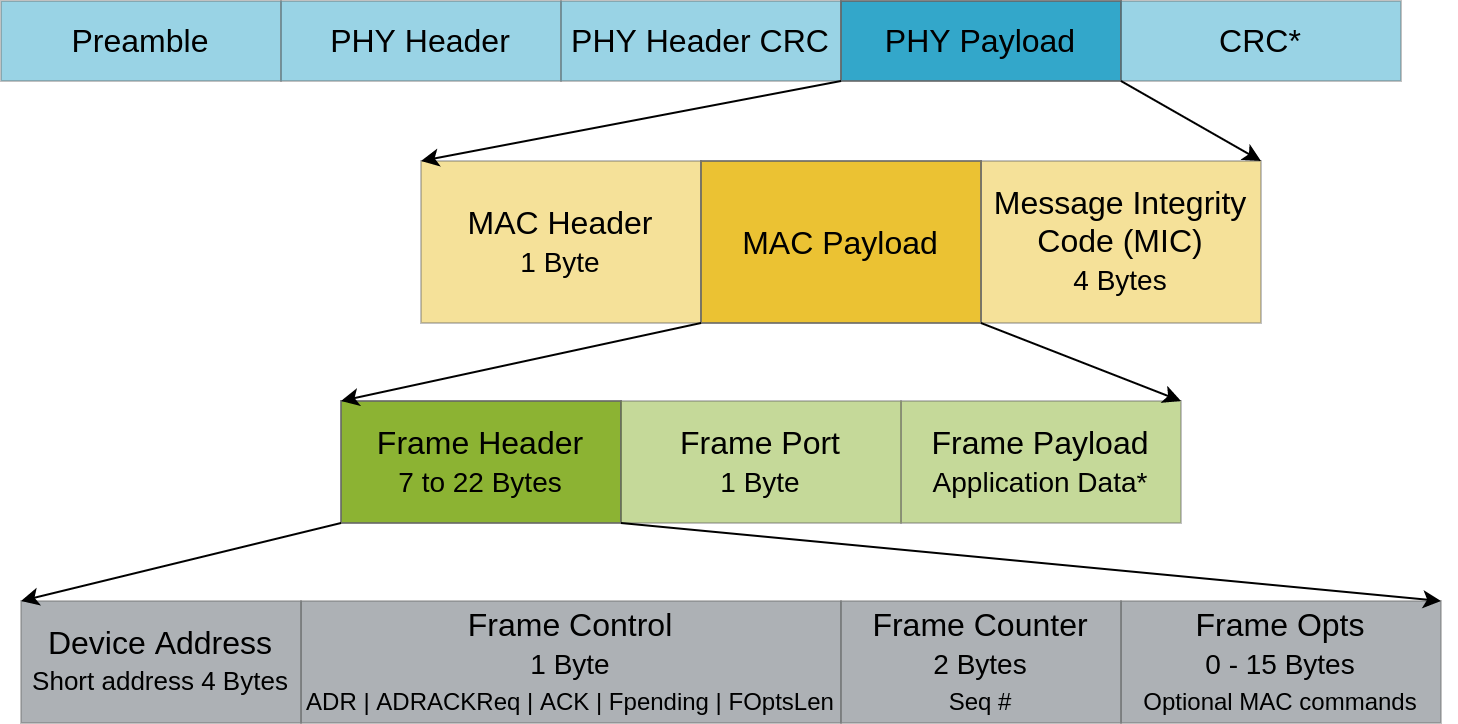 Preamble
PHY Header
PHY Header CRC
PHY Payload
CRC*
MAC Header
1 Byte
MAC Payload
Message Integrity
Code (MIC)
4 Bytes
Frame Header
7 to 22 Bytes
Frame Port
1 Byte
Frame Payload
Application Data*
Device Address
Short address 4 Bytes
Frame Control
1 Byte
ADR | ADRACKReq | ACK | Fpending | FOptsLen
Frame Counter
2 Bytes
Seq #
Frame Opts
0 - 15 Bytes
Optional MAC commands